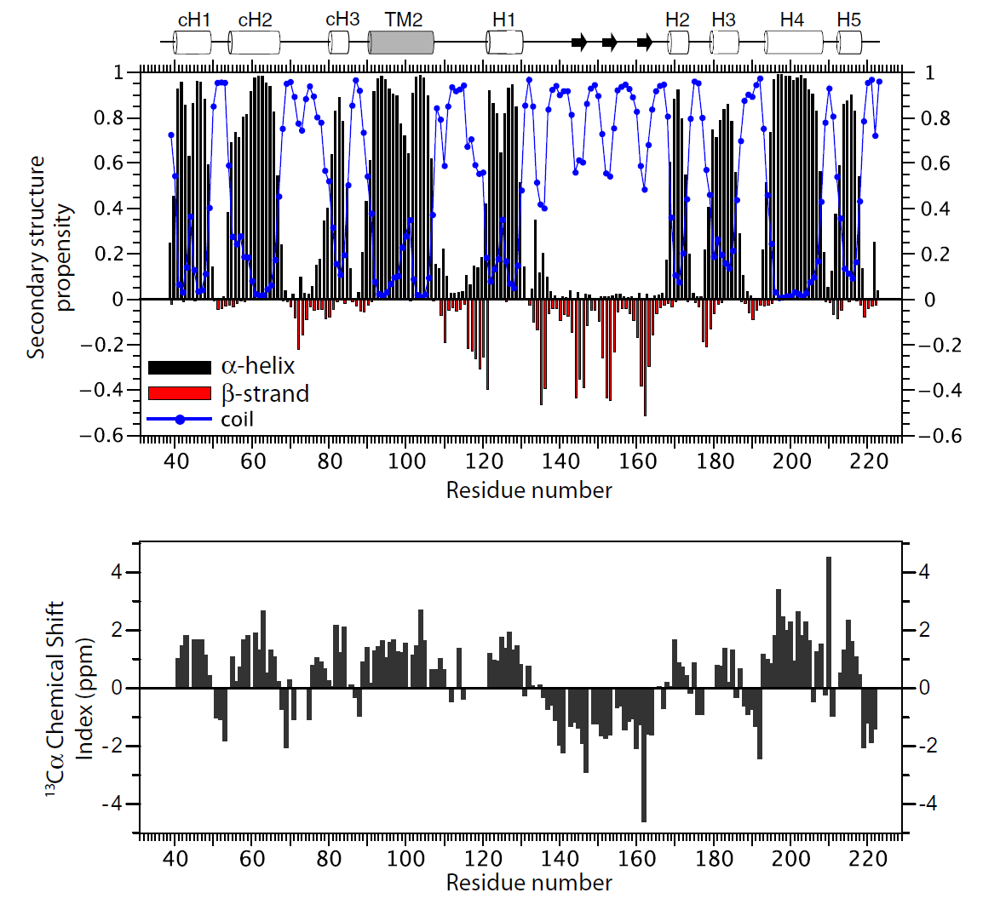 cH1 cH2 cH3 TM2 H1 H2 H3 H4 H5
1 1
0.8 0.8
0.6 0.6
0.4 0.4
0.2 0.2
0 0
−0.2 −0.2
−0.4 −0.4
−0.6 −0.6
Secondary structure
propensity
α-helix
β-strand
coil
40 60 80 100 120 140 160 180 200 220
Residue number
4 4
2 2
0 0
-2 -2
-4 -4
¹³Cα Chemical Shift
Index (ppm)
40 60 80 100 120 140 160 180 200 220
Residue number